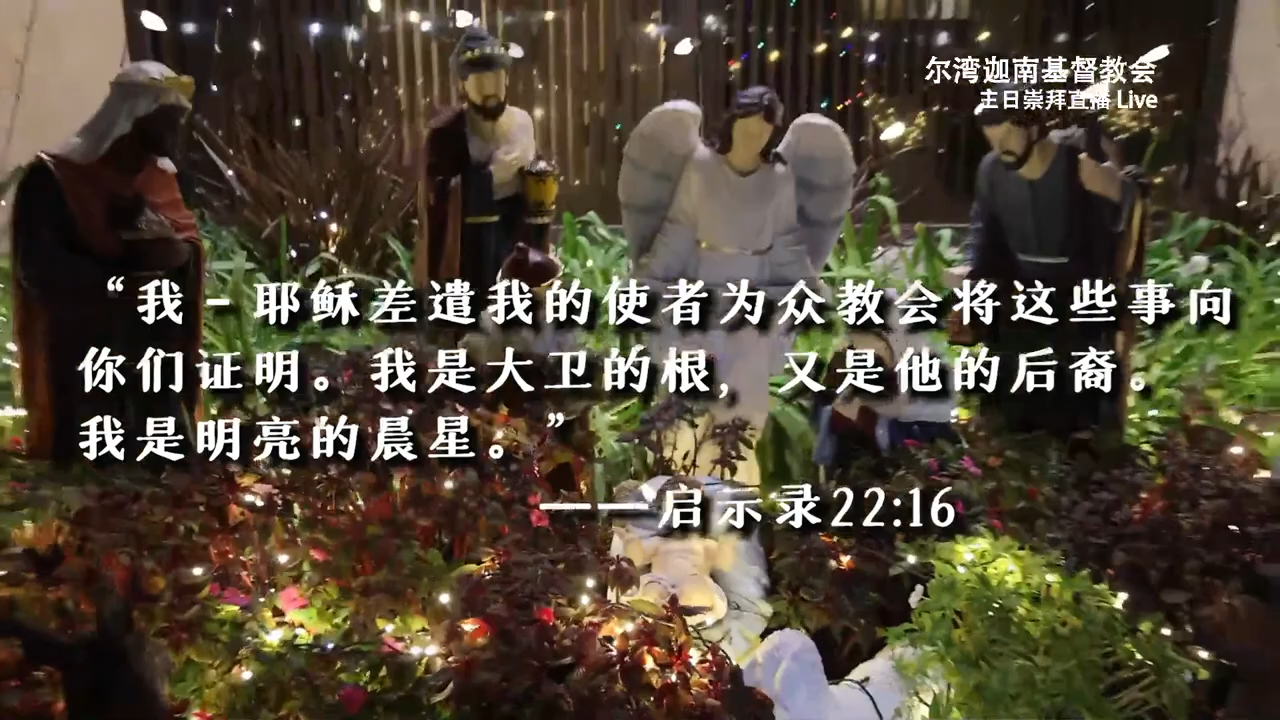 尔湾迦南基督教会
主日崇拜直播 Live
“我－耶稣差遣我的使者为众教会将这些事向
你们证明。我是大卫的根，又是他的后裔。
我是明亮的晨星。”
——启示录22:16